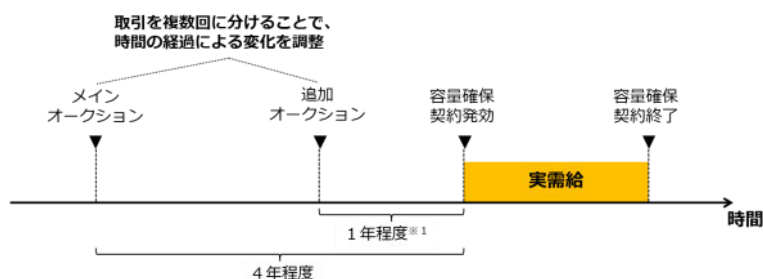 取引を複数回に分けることで、
時間の経過による変化を調整
メイン
オークション
追加
オークション
容量確保
契約発効
容量確保
契約終了
実需給
時間
1年程度※1
4年程度